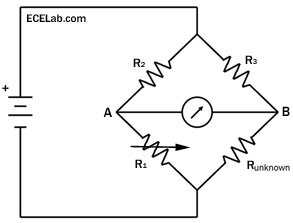 ECELab.com
+
R2
R3
A
B
R1
Runknown